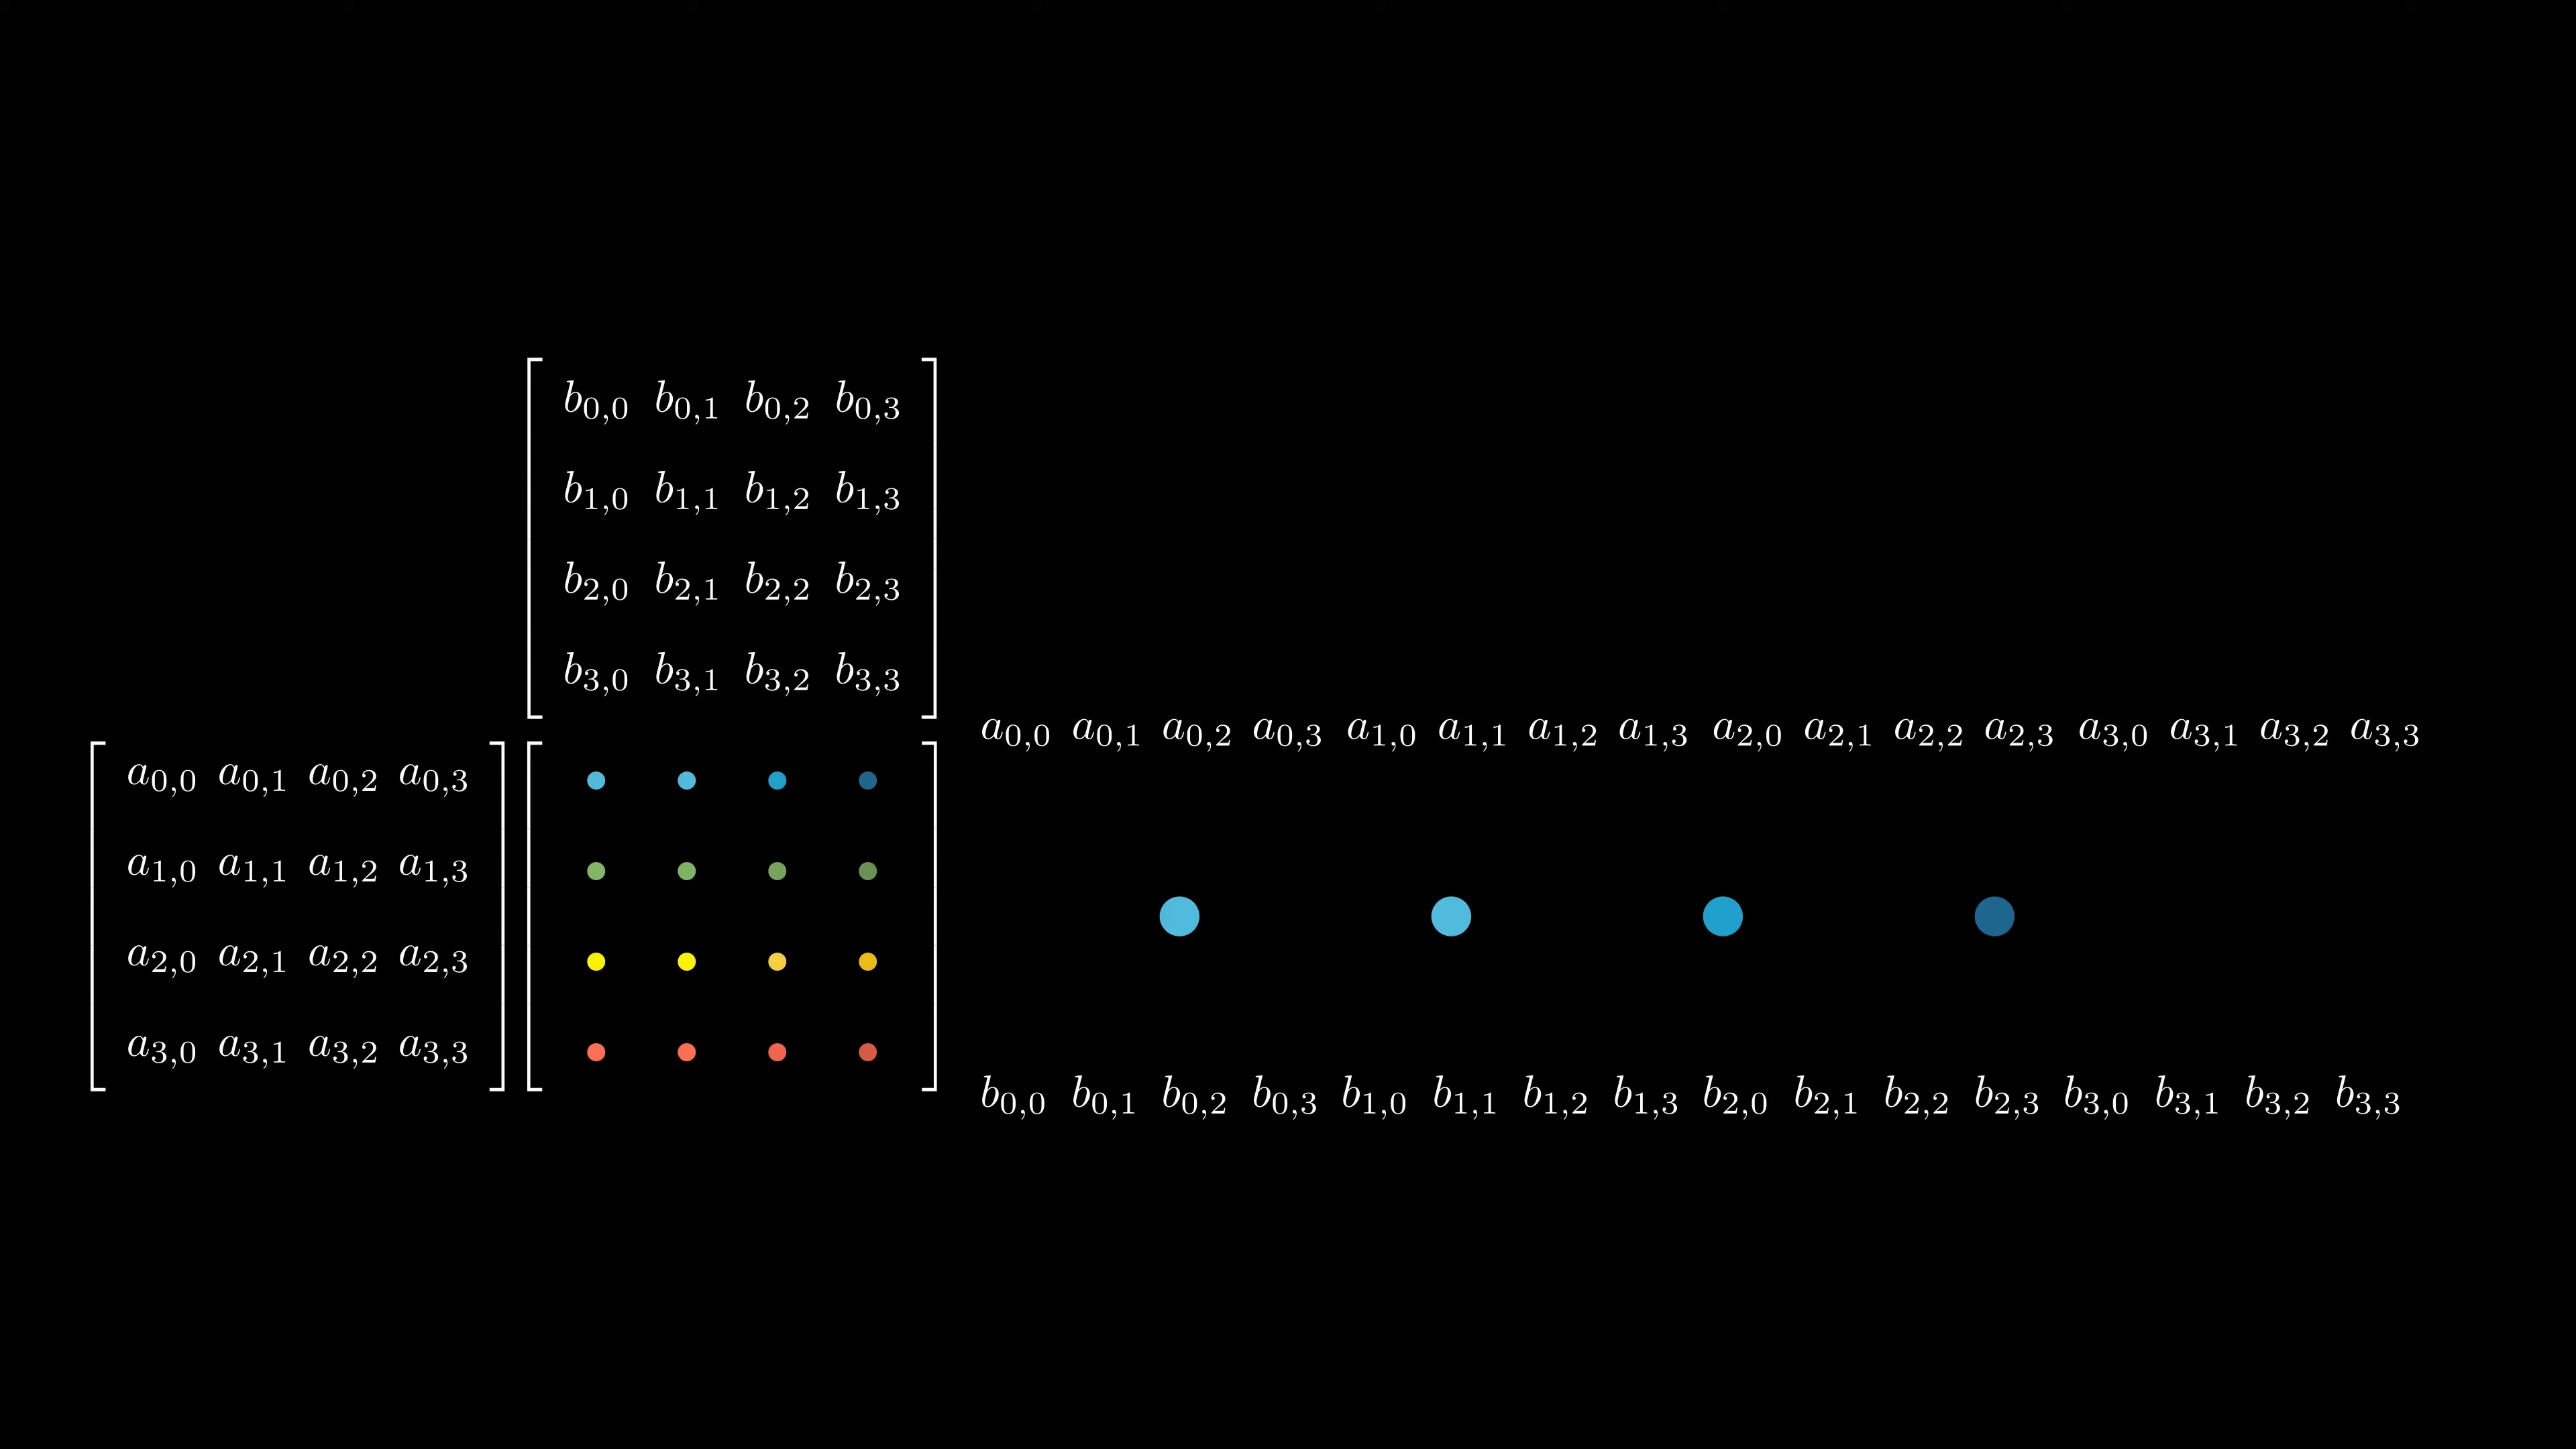 b0,0 b0,1 b0,2 b0,3
b1,0 b1,1 b1,2 b1,3
b2,0 b2,1 b2,2 b2,3
b3,0 b3,1 b3,2 b3,3
a0,0 a0,1 a0,2 a0,3
a1,0 a1,1 a1,2 a1,3
a2,0 a2,1 a2,2 a2,3
a3,0 a3,1 a3,2 a3,3
a0,0 a0,1 a0,2 a0,3 a1,0 a1,1 a1,2 a1,3 a2,0 a2,1 a2,2 a2,3 a3,0 a3,1 a3,2 a3,3
b0,0 b0,1 b0,2 b0,3 b1,0 b1,1 b1,2 b1,3 b2,0 b2,1 b2,2 b2,3 b3,0 b3,1 b3,2 b3,3